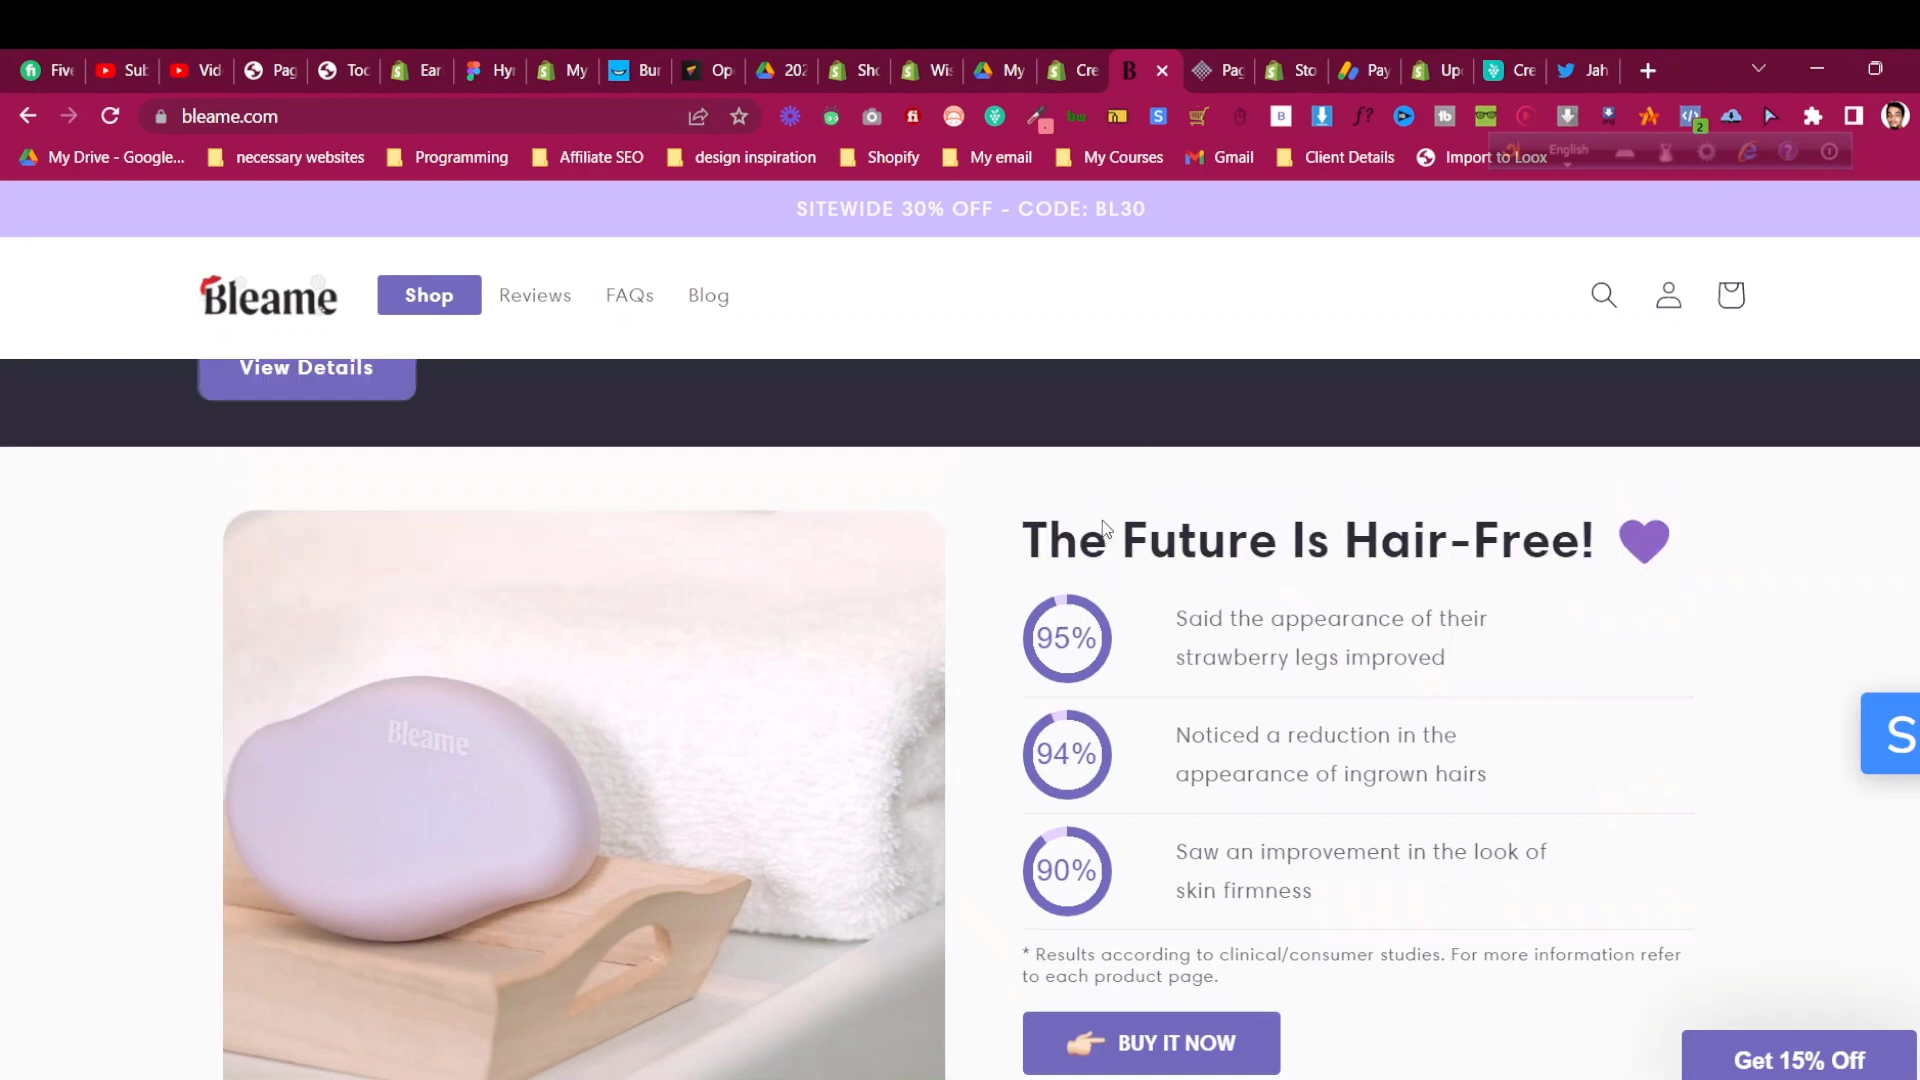 Five
Sub
Vid
Pag
Too
Ear
Hy
My
Bur
Op
202
Sho
Wis
My
Cre
B
Pag
Sto
Pay
Up
Cre
Jah
bleame.com
2
My Drive - Google...
necessary websites
Programming
Affiliate SEO
design inspiration
Shopify
My email
My Courses
Gmail
Client Details
Import to Loox
English
SITEWIDE 30% OFF - CODE: BL30
Bleame
Shop
Reviews
FAQs
Blog
View Details
Bleame
The Future Is Hair-Free!
95%
Said the appearance of their
strawberry legs improved
94%
Noticed a reduction in the
appearance of ingrown hairs
90%
Saw an improvement in the look of
skin firmness
* Results according to clinical/consumer studies. For more information refer
to each product page.
BUY IT NOW
S
Get 15% Off